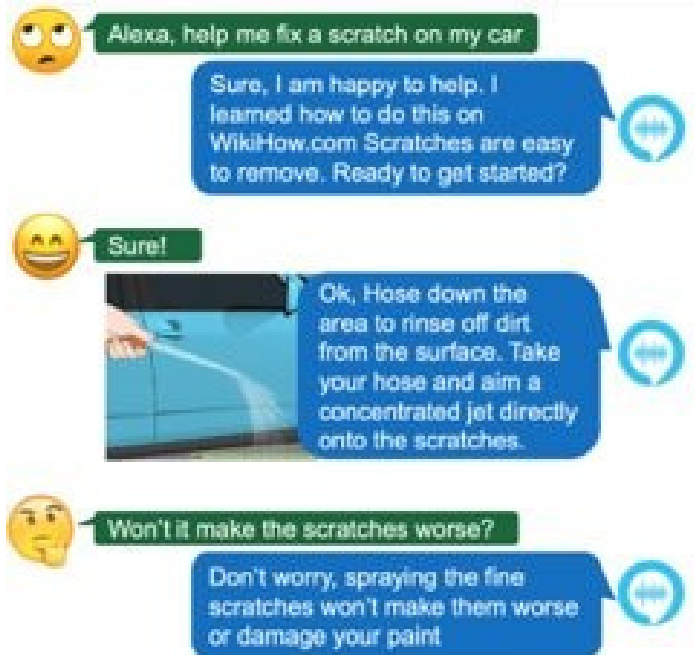 Alexa, help me fix a scratch on my car
Sure, I am happy to help. I
learned how to do this on
WikiHow.com Scratches are easy
to remove. Ready to get started?
Sure!
Ok, Hose down the
area to rinse off dirt
from the surface. Take
your hose and aim a
concentrated jet directly
onto the scratches.
Won't it make the scratches worse?
Don't worry, spraying the fine
scratches won't make them worse
or damage your paint